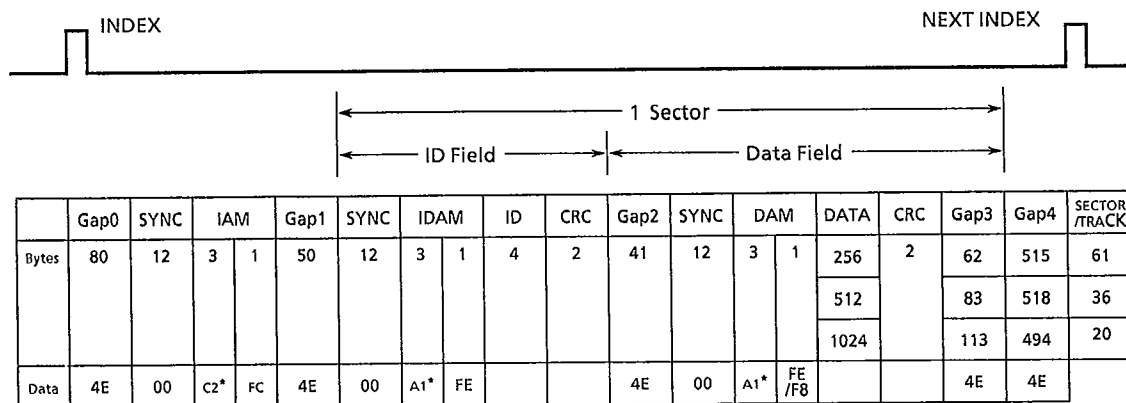 INDEX
NEXT INDEX
1 Sector
ID Field
Data Field
Gap0 SYNC IAM Gap1 SYNC IDAM ID CRC Gap2 SYNC DAM DATA CRC Gap3 Gap4 SECTOR /TRACK
Bytes 80 12 3 1 50 12 3 1 4 2 41 12 3 1 256 2 62 515 61
512 83 518 36
1024 113 494 20
Data 4E 00 C2* FC 4E 00 A1* FE 4E 00 A1* FE /F8 4E 4E